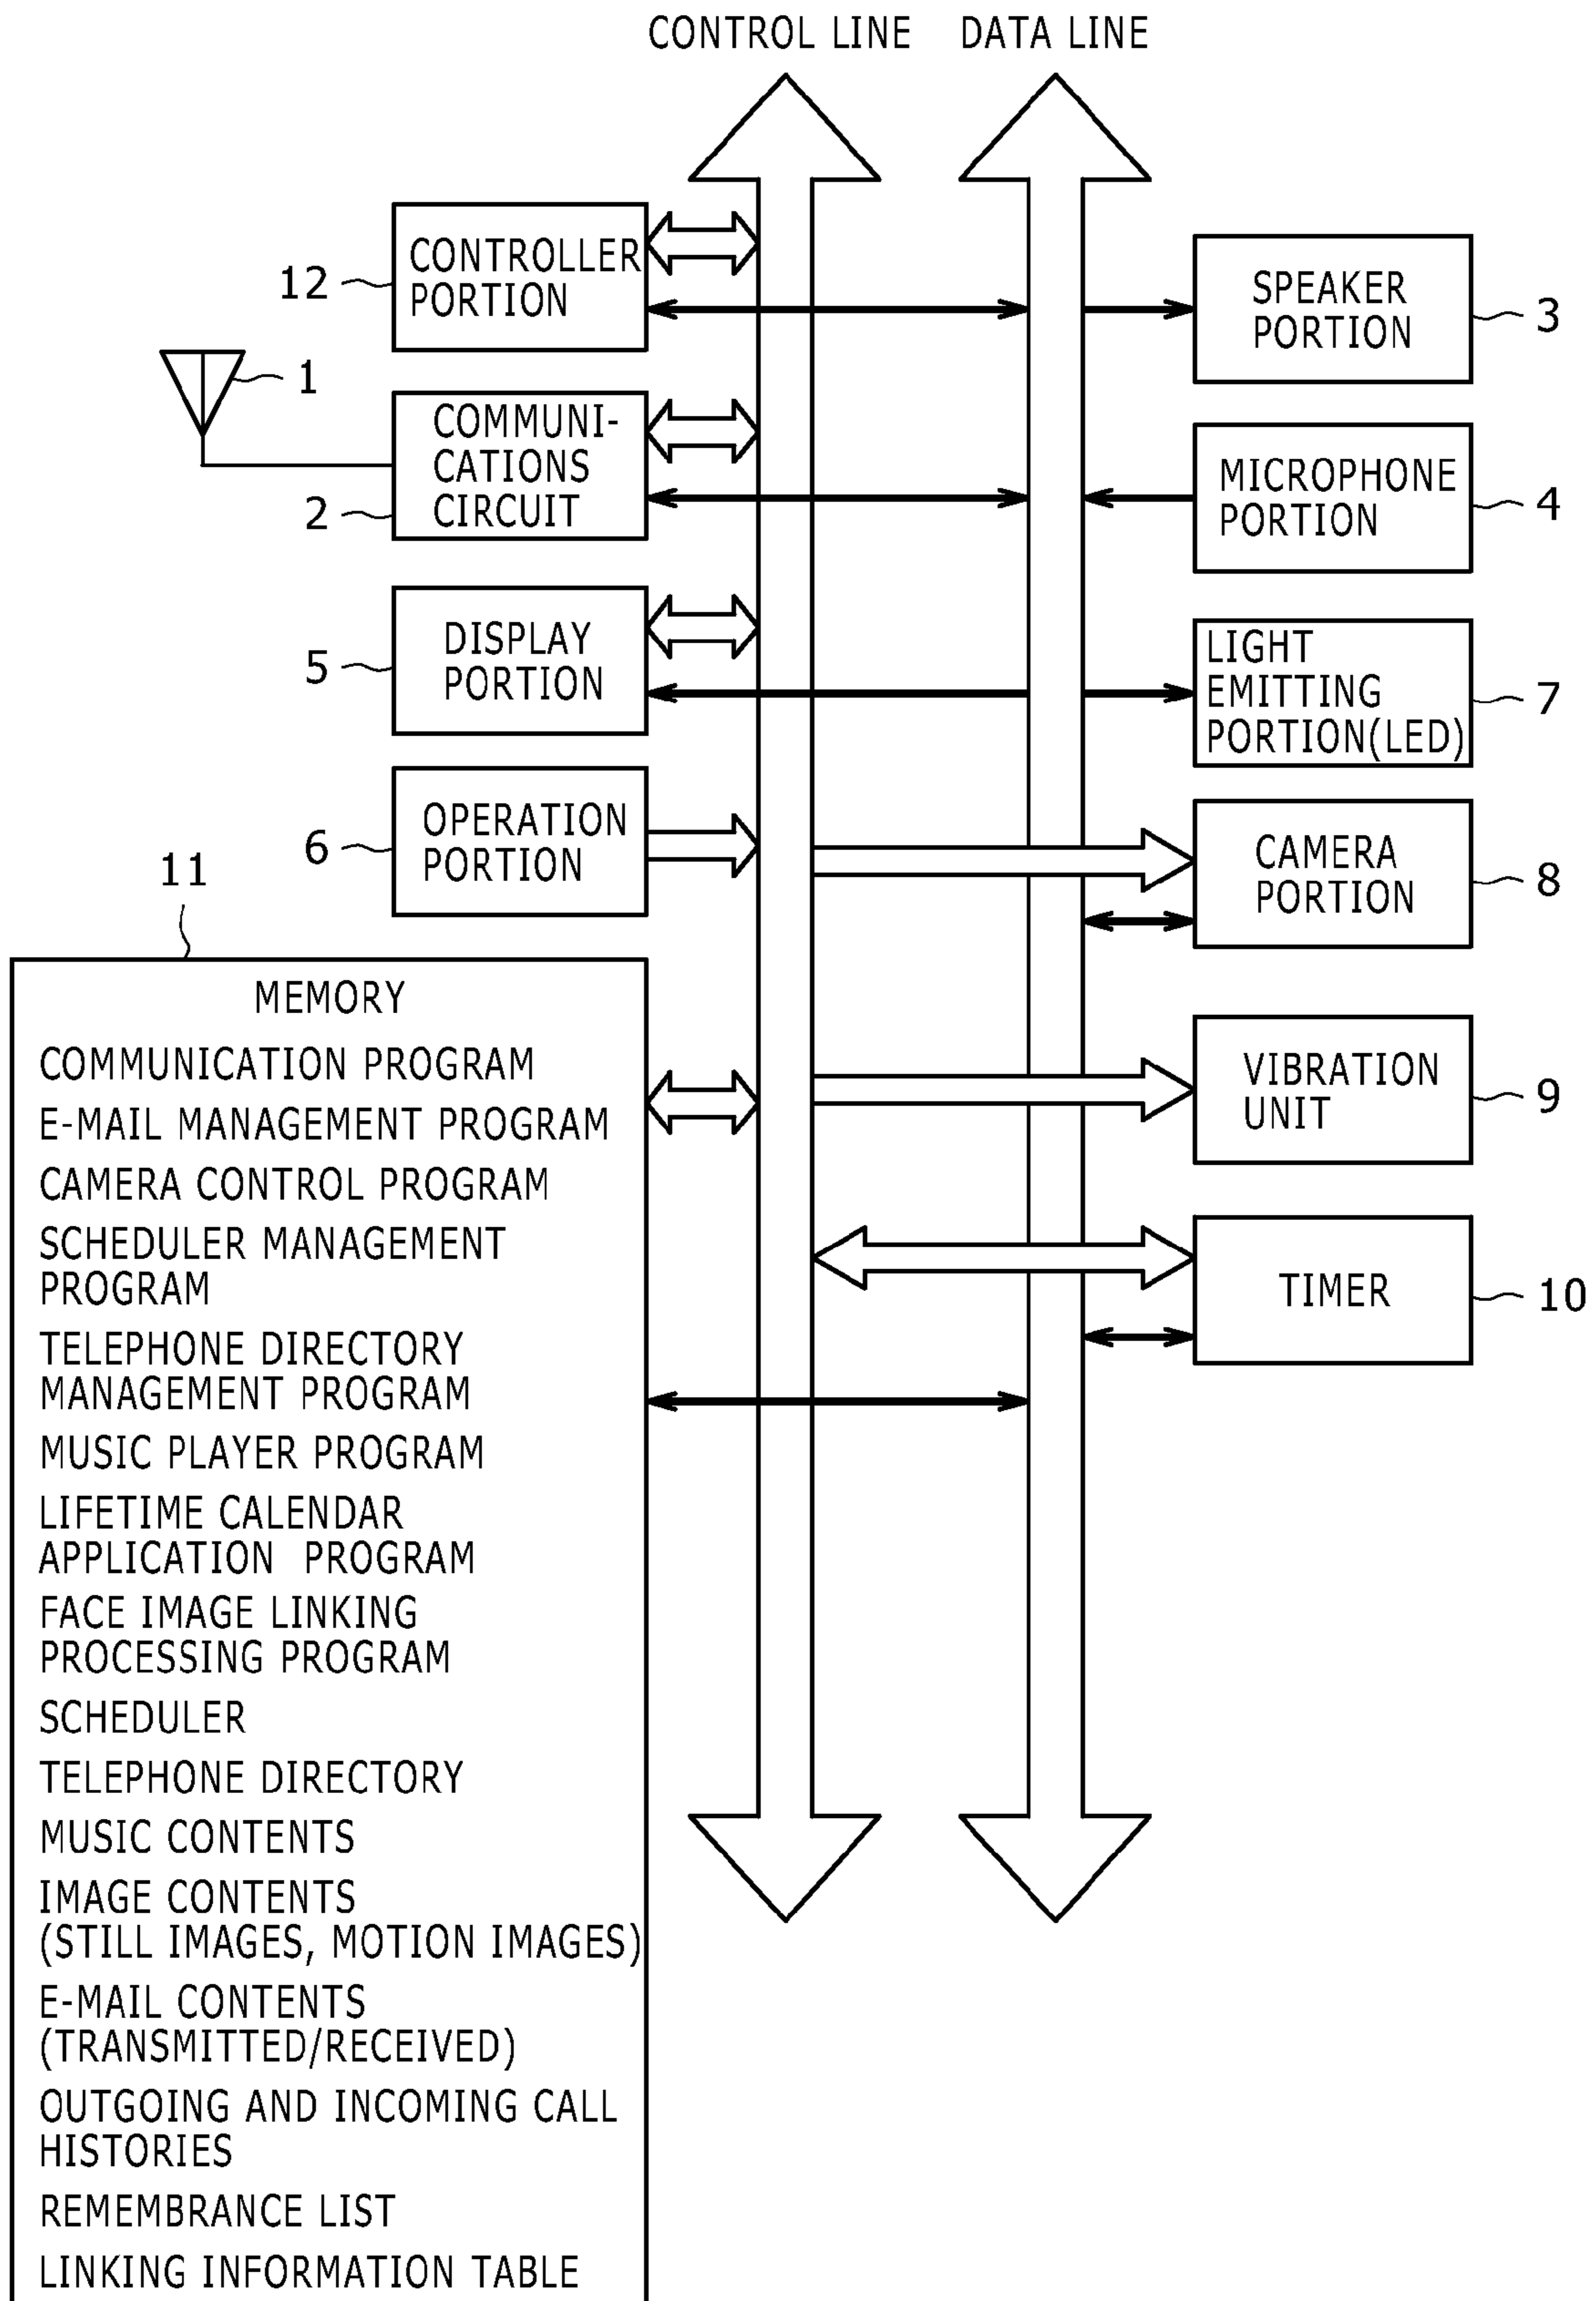 CONTROL LINE
DATA LINE
CONTROLLER
PORTION
12
SPEAKER
PORTION
3
1
COMMUNI-
CATIONS
CIRCUIT
2
MICROPHONE
PORTION
4
DISPLAY
PORTION
5
LIGHT
EMITTING
PORTION(LED)
7
OPERATION
PORTION
6
CAMERA
PORTION
8
11
MEMORY
COMMUNICATION PROGRAM
E-MAIL MANAGEMENT PROGRAM
CAMERA CONTROL PROGRAM
SCHEDULER MANAGEMENT
PROGRAM
TELEPHONE DIRECTORY
MANAGEMENT PROGRAM
MUSIC PLAYER PROGRAM
LIFETIME CALENDAR
APPLICATION PROGRAM
FACE IMAGE LINKING
PROCESSING PROGRAM
SCHEDULER
TELEPHONE DIRECTORY
MUSIC CONTENTS
IMAGE CONTENTS
(STILL IMAGES, MOTION IMAGES)
E-MAIL CONTENTS
(TRANSMITTED/RECEIVED)
OUTGOING AND INCOMING CALL
HISTORIES
REMEMBRANCE LIST
LINKING INFORMATION TABLE
VIBRATION
UNIT
9
TIMER
10